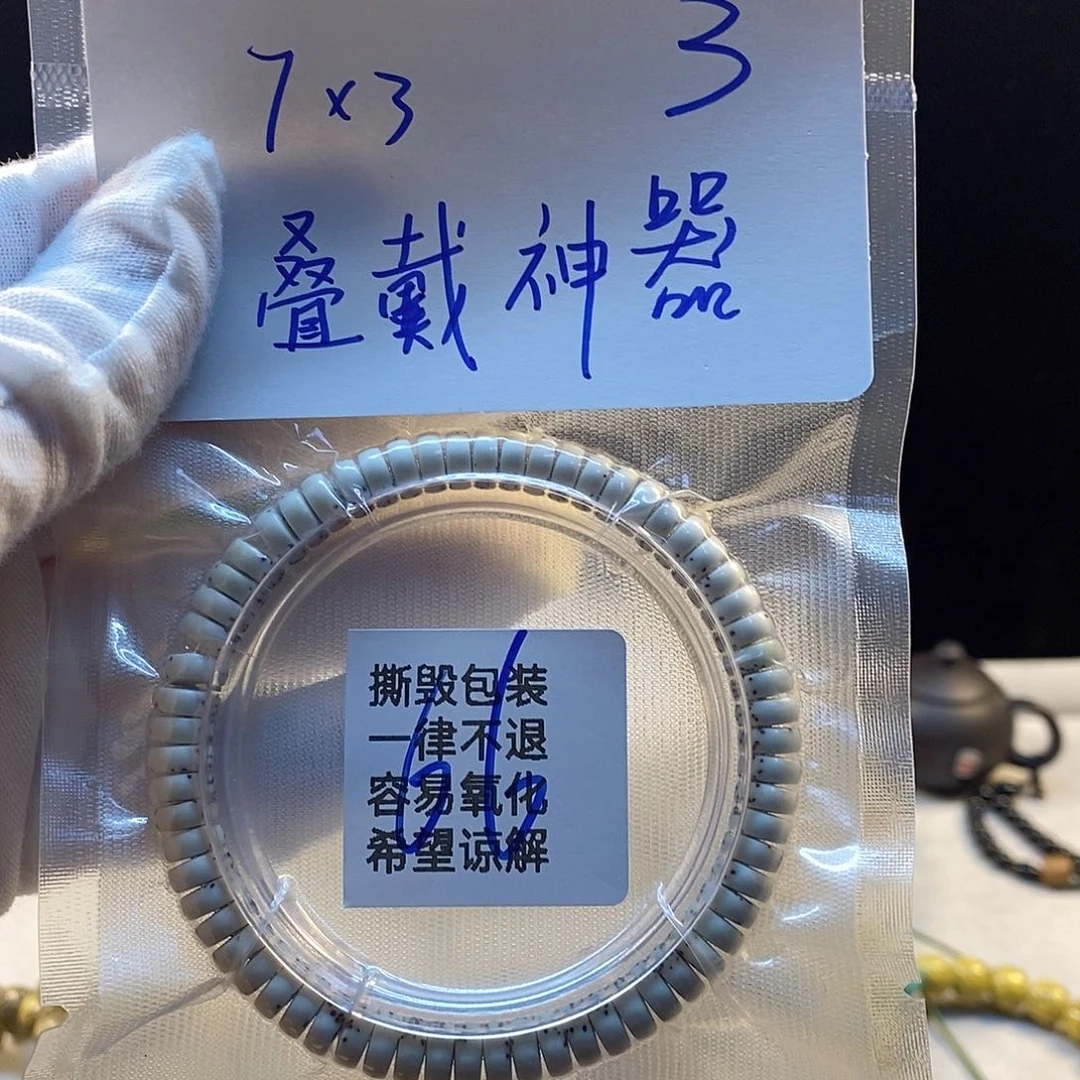 7×3 3
叠戴神器
撕毁包装
一律不退
容易氧化
希望谅解
66